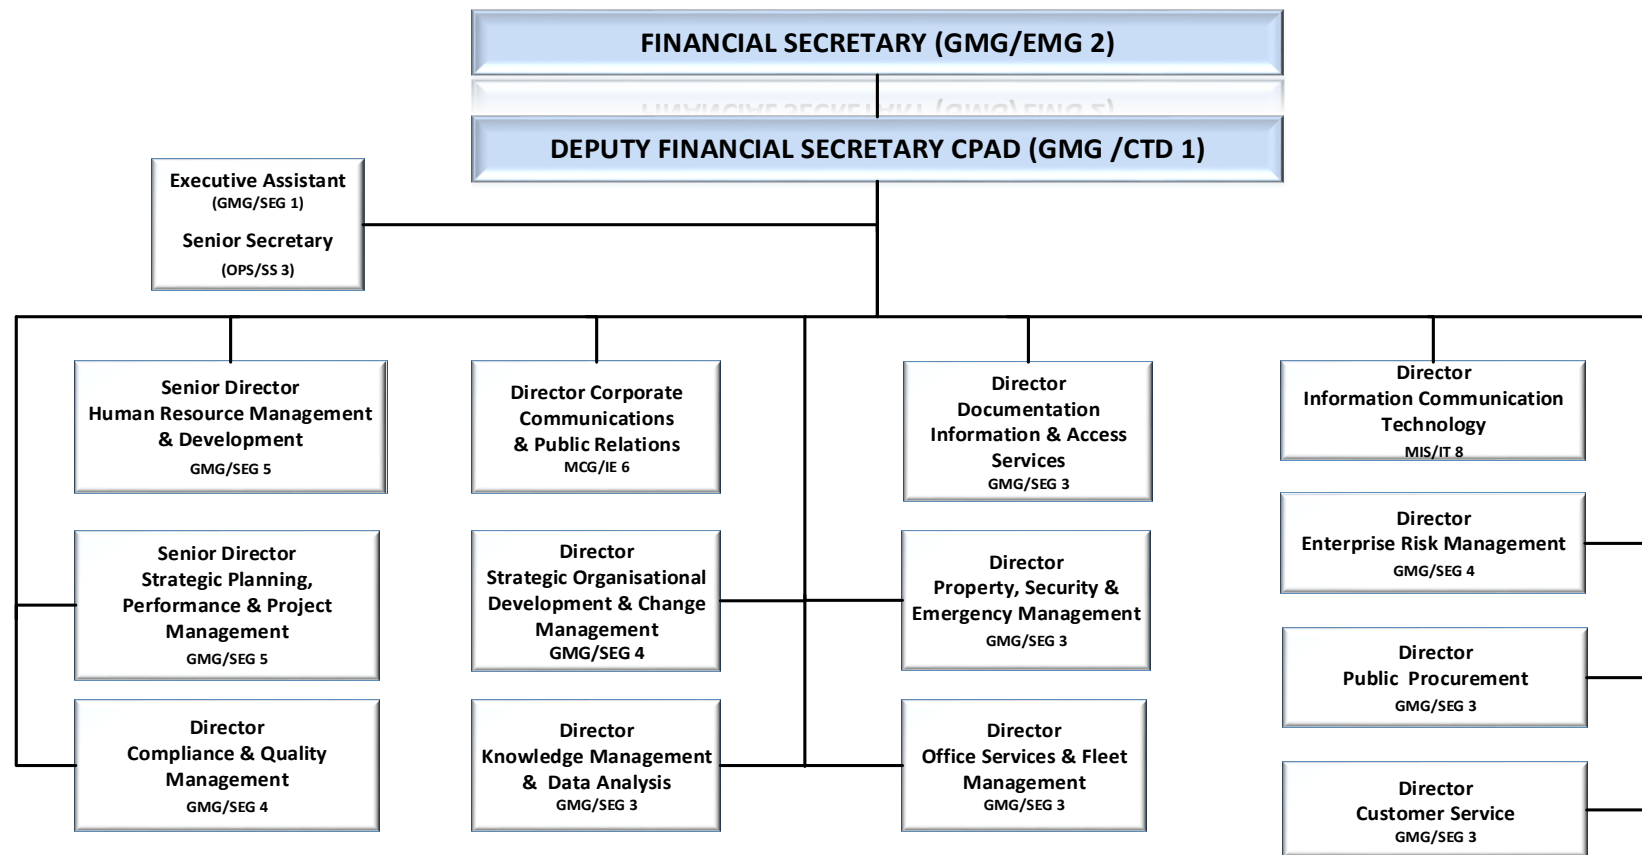 FINANCIAL SECRETARY (GMG/EMG 2)
FINANCIAL SECRETARY (GMG/EMG 2)
DEPUTY FINANCIAL SECRETARY CPAD (GMG /CTD 1)
Executive Assistant
(GMG/SEG 1)
Senior Secretary
(OPS/SS 3)
Senior Director
Human Resource Management
& Development
GMG/SEG 5
Director Corporate
Communications
& Public Relations
MCG/IE 6
Director
Documentation
Information & Access
Services
GMG/SEG 3
Director
Information Communication
Technology
MIS/IT 8
Senior Director
Strategic Planning,
Performance & Project
Management
GMG/SEG 5
Director
Strategic Organisational
Development & Change
Management
GMG/SEG 4
Director
Property, Security &
Emergency Management
GMG/SEG 3
Director
Enterprise Risk Management
GMG/SEG 4
Director
Public Procurement
GMG/SEG 3
Director
Compliance & Quality
Management
GMG/SEG 4
Director
Knowledge Management
& Data Analysis
GMG/SEG 3
Director
Office Services & Fleet
Management
GMG/SEG 3
Director
Customer Service
GMG/SEG 3